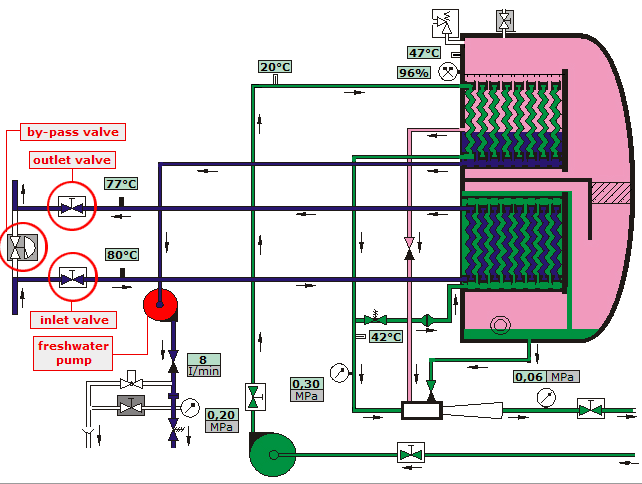 47°C
20°C
96%
by-pass valve
outlet valve
77°C
80°C
inlet valve
freshwater
pump
42°C
8
l/min
0,30
MPa
0,06 MPa
0,20
MPa